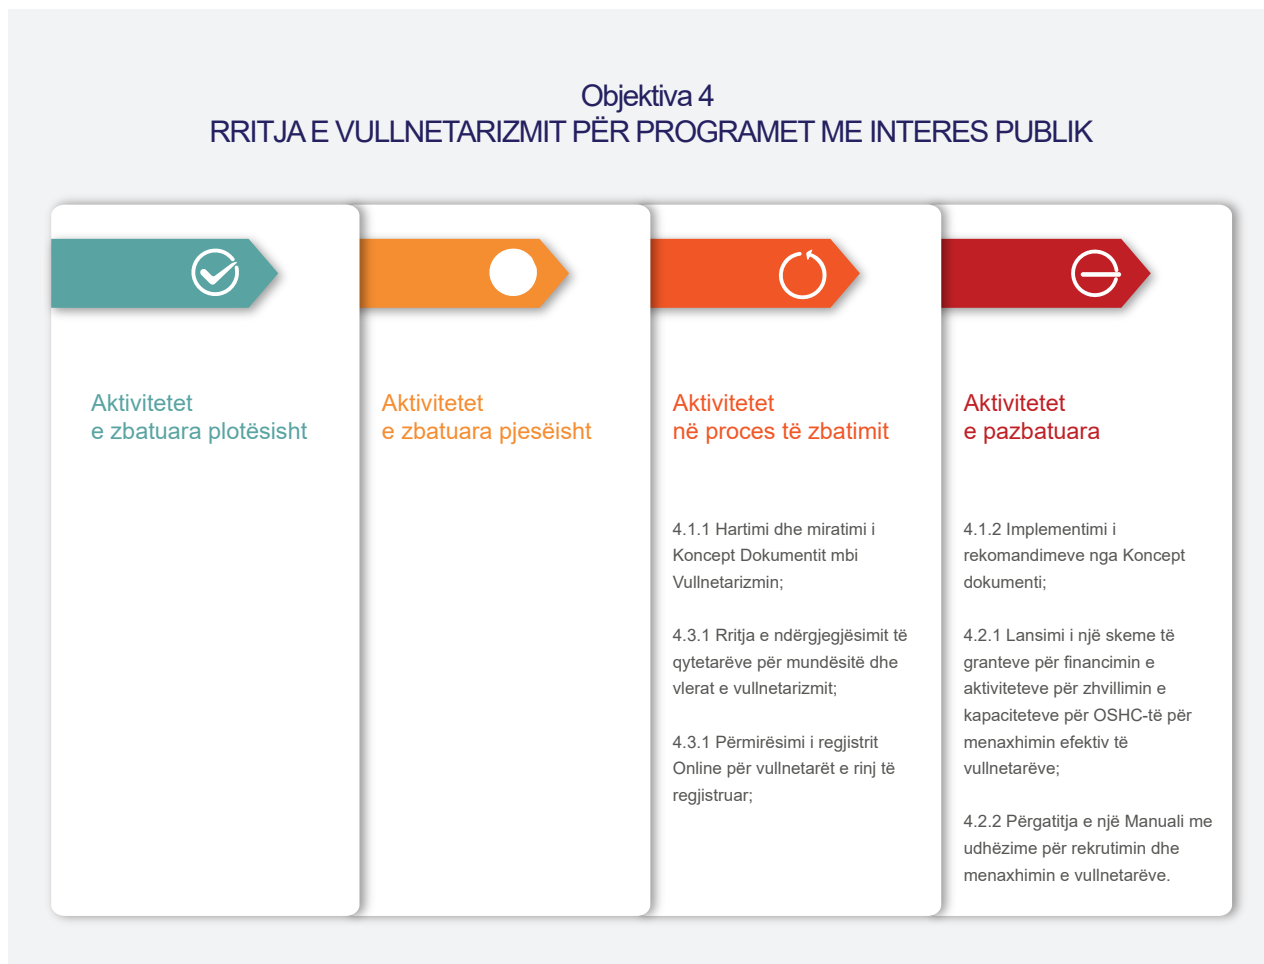 Objektiva 4
RRITJA E VULLNETARIZMIT PËR PROGRAMET ME INTERES PUBLIK
Aktivitetet
e zbatuara plotësisht
Aktivitetet
e zbatuara pjesëisht
Aktivitetet
në proces të zbatimit
4.1.1 Hartimi dhe miratimi i
Koncept Dokumentit mbi
Vullnetarizmin;
4.3.1 Rritja e ndërgjegjësimit të
qytetarëve për mundësitë dhe
vlerat e vullnetarizmit;
4.3.1 Përmirësimi i regjistrit
Online për vullnetarët e rinj të
regjistruar;
Aktivitetet
e pazbatuara
4.1.2 Implementimi i
rekomandimeve nga Koncept
dokumenti;
4.2.1 Lansimi i një skeme të
granteve për financimin e
aktiviteteve për zhvillimin e
kapaciteteve për OSHC-të për
menaxhimin efektiv të
vullnetarëve;
4.2.2 Përgatitja e një Manuali me
udhëzime për rekrutimin dhe
menaxhimin e vullnetarëve.